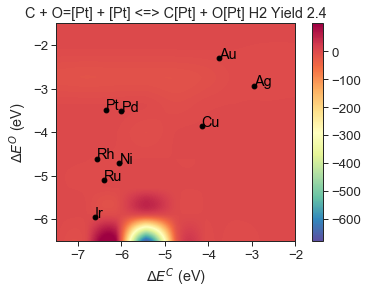 C + O=[Pt] + [Pt] <=> C[Pt] + O[Pt] H2 Yield 2.4
−2
−3
−4
−5
−6
ΔE^O (eV)
Au
Ag
Pt
Pd
Cu
Rh
Ni
Ru
Ir
−7
−6
−5
−4
−3
−2
ΔE^C (eV)
0
−100
−200
−300
−400
−500
−600